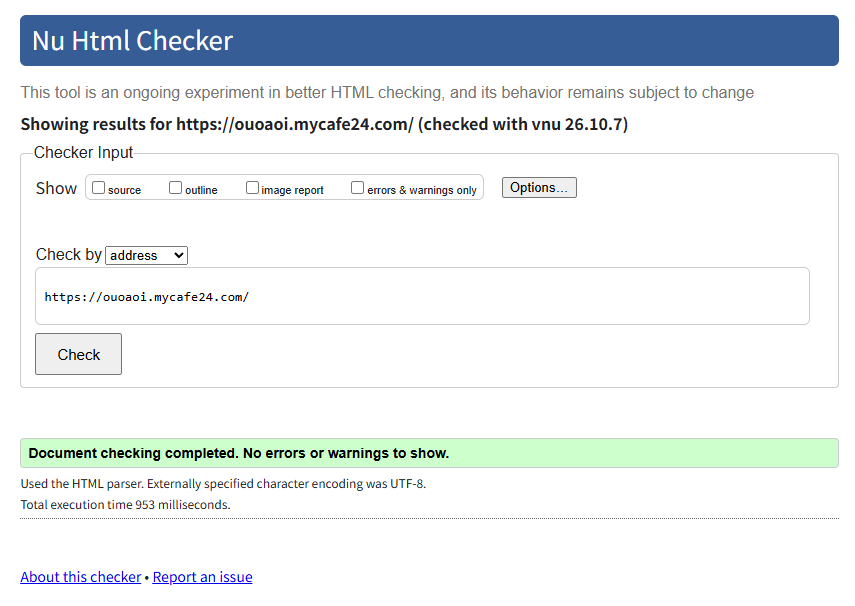 Nu Html Checker
This tool is an ongoing experiment in better HTML checking, and its behavior remains subject to change
Showing results for https://ouoaoi.mycafe24.com/ (checked with vnu 26.10.7)
Checker Input
Show source outline image report errors & warnings only Options...
Check by address
https://ouoaoi.mycafe24.com/
Check
Document checking completed. No errors or warnings to show.
Used the HTML parser. Externally specified character encoding was UTF-8.
Total execution time 953 milliseconds.
About this checker • Report an issue